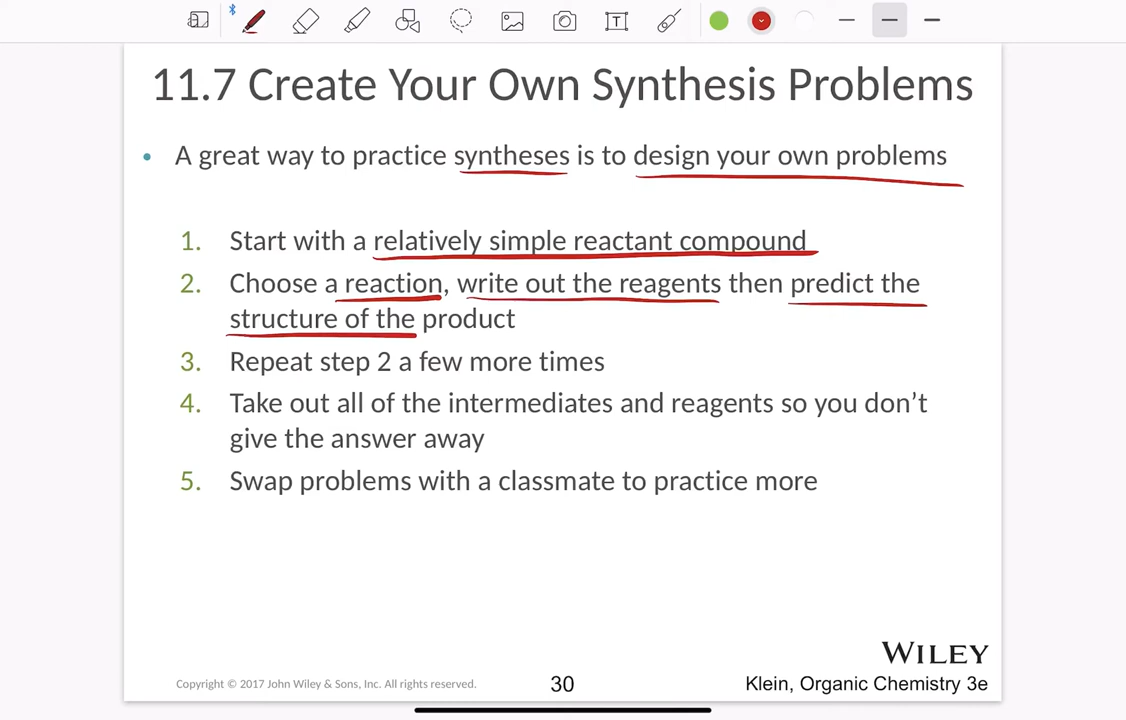 T
11.7 Create Your Own Synthesis Problems
• A great way to practice syntheses is to design your own problems
1. Start with a relatively simple reactant compound
2. Choose a reaction, write out the reagents then predict the
structure of the product
3. Repeat step 2 a few more times
4. Take out all of the intermediates and reagents so you don’t
give the answer away
5. Swap problems with a classmate to practice more
WILEY
Copyright © 2017 John Wiley & Sons, Inc. All rights reserved.
30
Klein, Organic Chemistry 3e